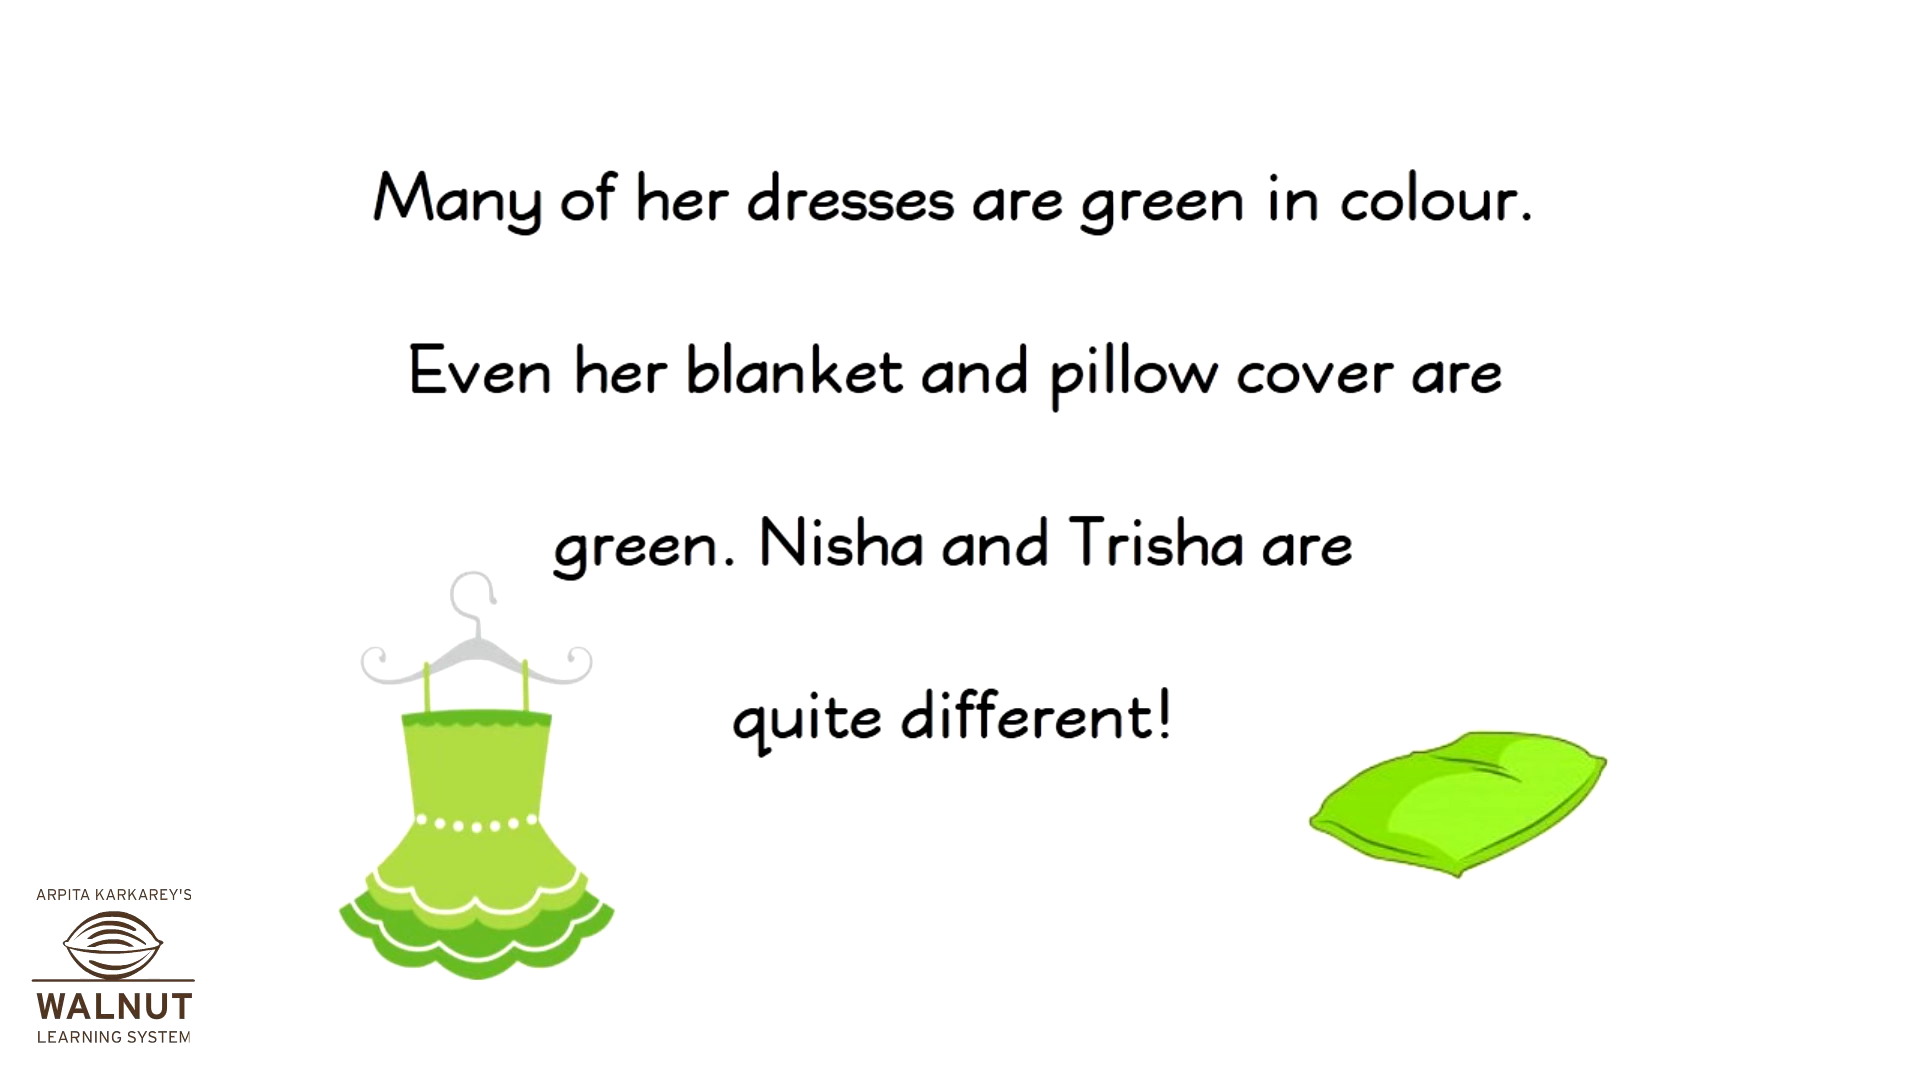 Many of her dresses are green in colour.
Even her blanket and pillow cover are
green. Nisha and Trisha are
quite different!
ARPITA KARKAREY'S
WALNUT
LEARNING SYSTEM